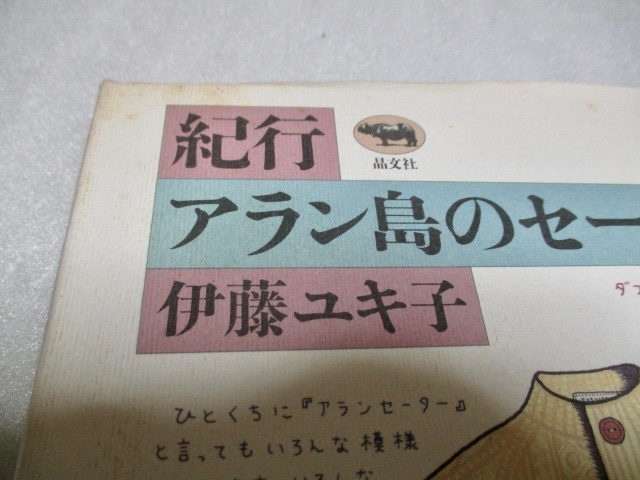 紀行
晶文社
アラン島のセー
伊藤ユキ子
ダブ
ひとくちに『アランセーター』
と言ってもいろんな模様